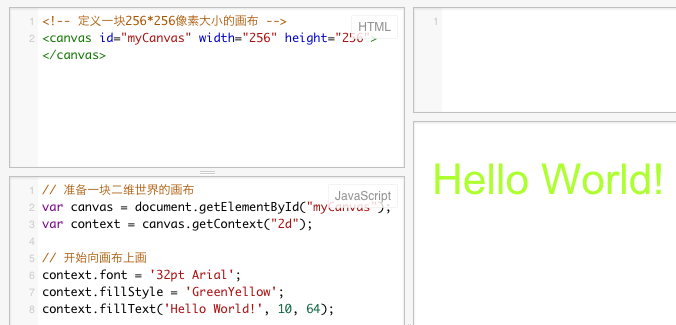 HTML
1 <!-- 定义一块256*256像素大小的画布 -->
2 <canvas id="myCanvas" width="256" height="256">
</canvas>
1
JavaScript
1 // 准备一块二维世界的画布
2 var canvas = document.getElementById("myCanvas");
3 var context = canvas.getContext("2d");
4
5 // 开始向画布上画
6 context.font = '32pt Arial';
7 context.fillStyle = 'GreenYellow';
8 context.fillText('Hello World!', 10, 64);
Hello World!